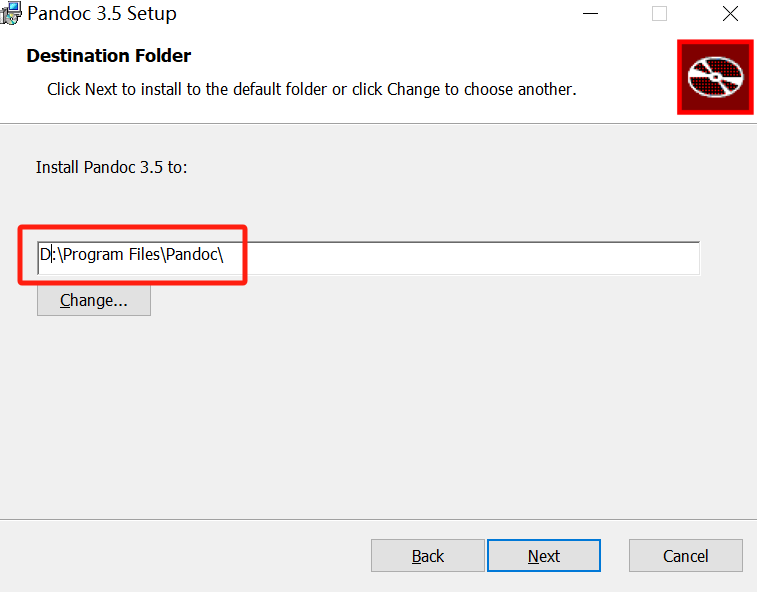 Pandoc 3.5 Setup
Destination Folder
Click Next to install to the default folder or click Change to choose another.
Install Pandoc 3.5 to:
D:\Program Files\Pandoc\
Change...
Back
Next
Cancel